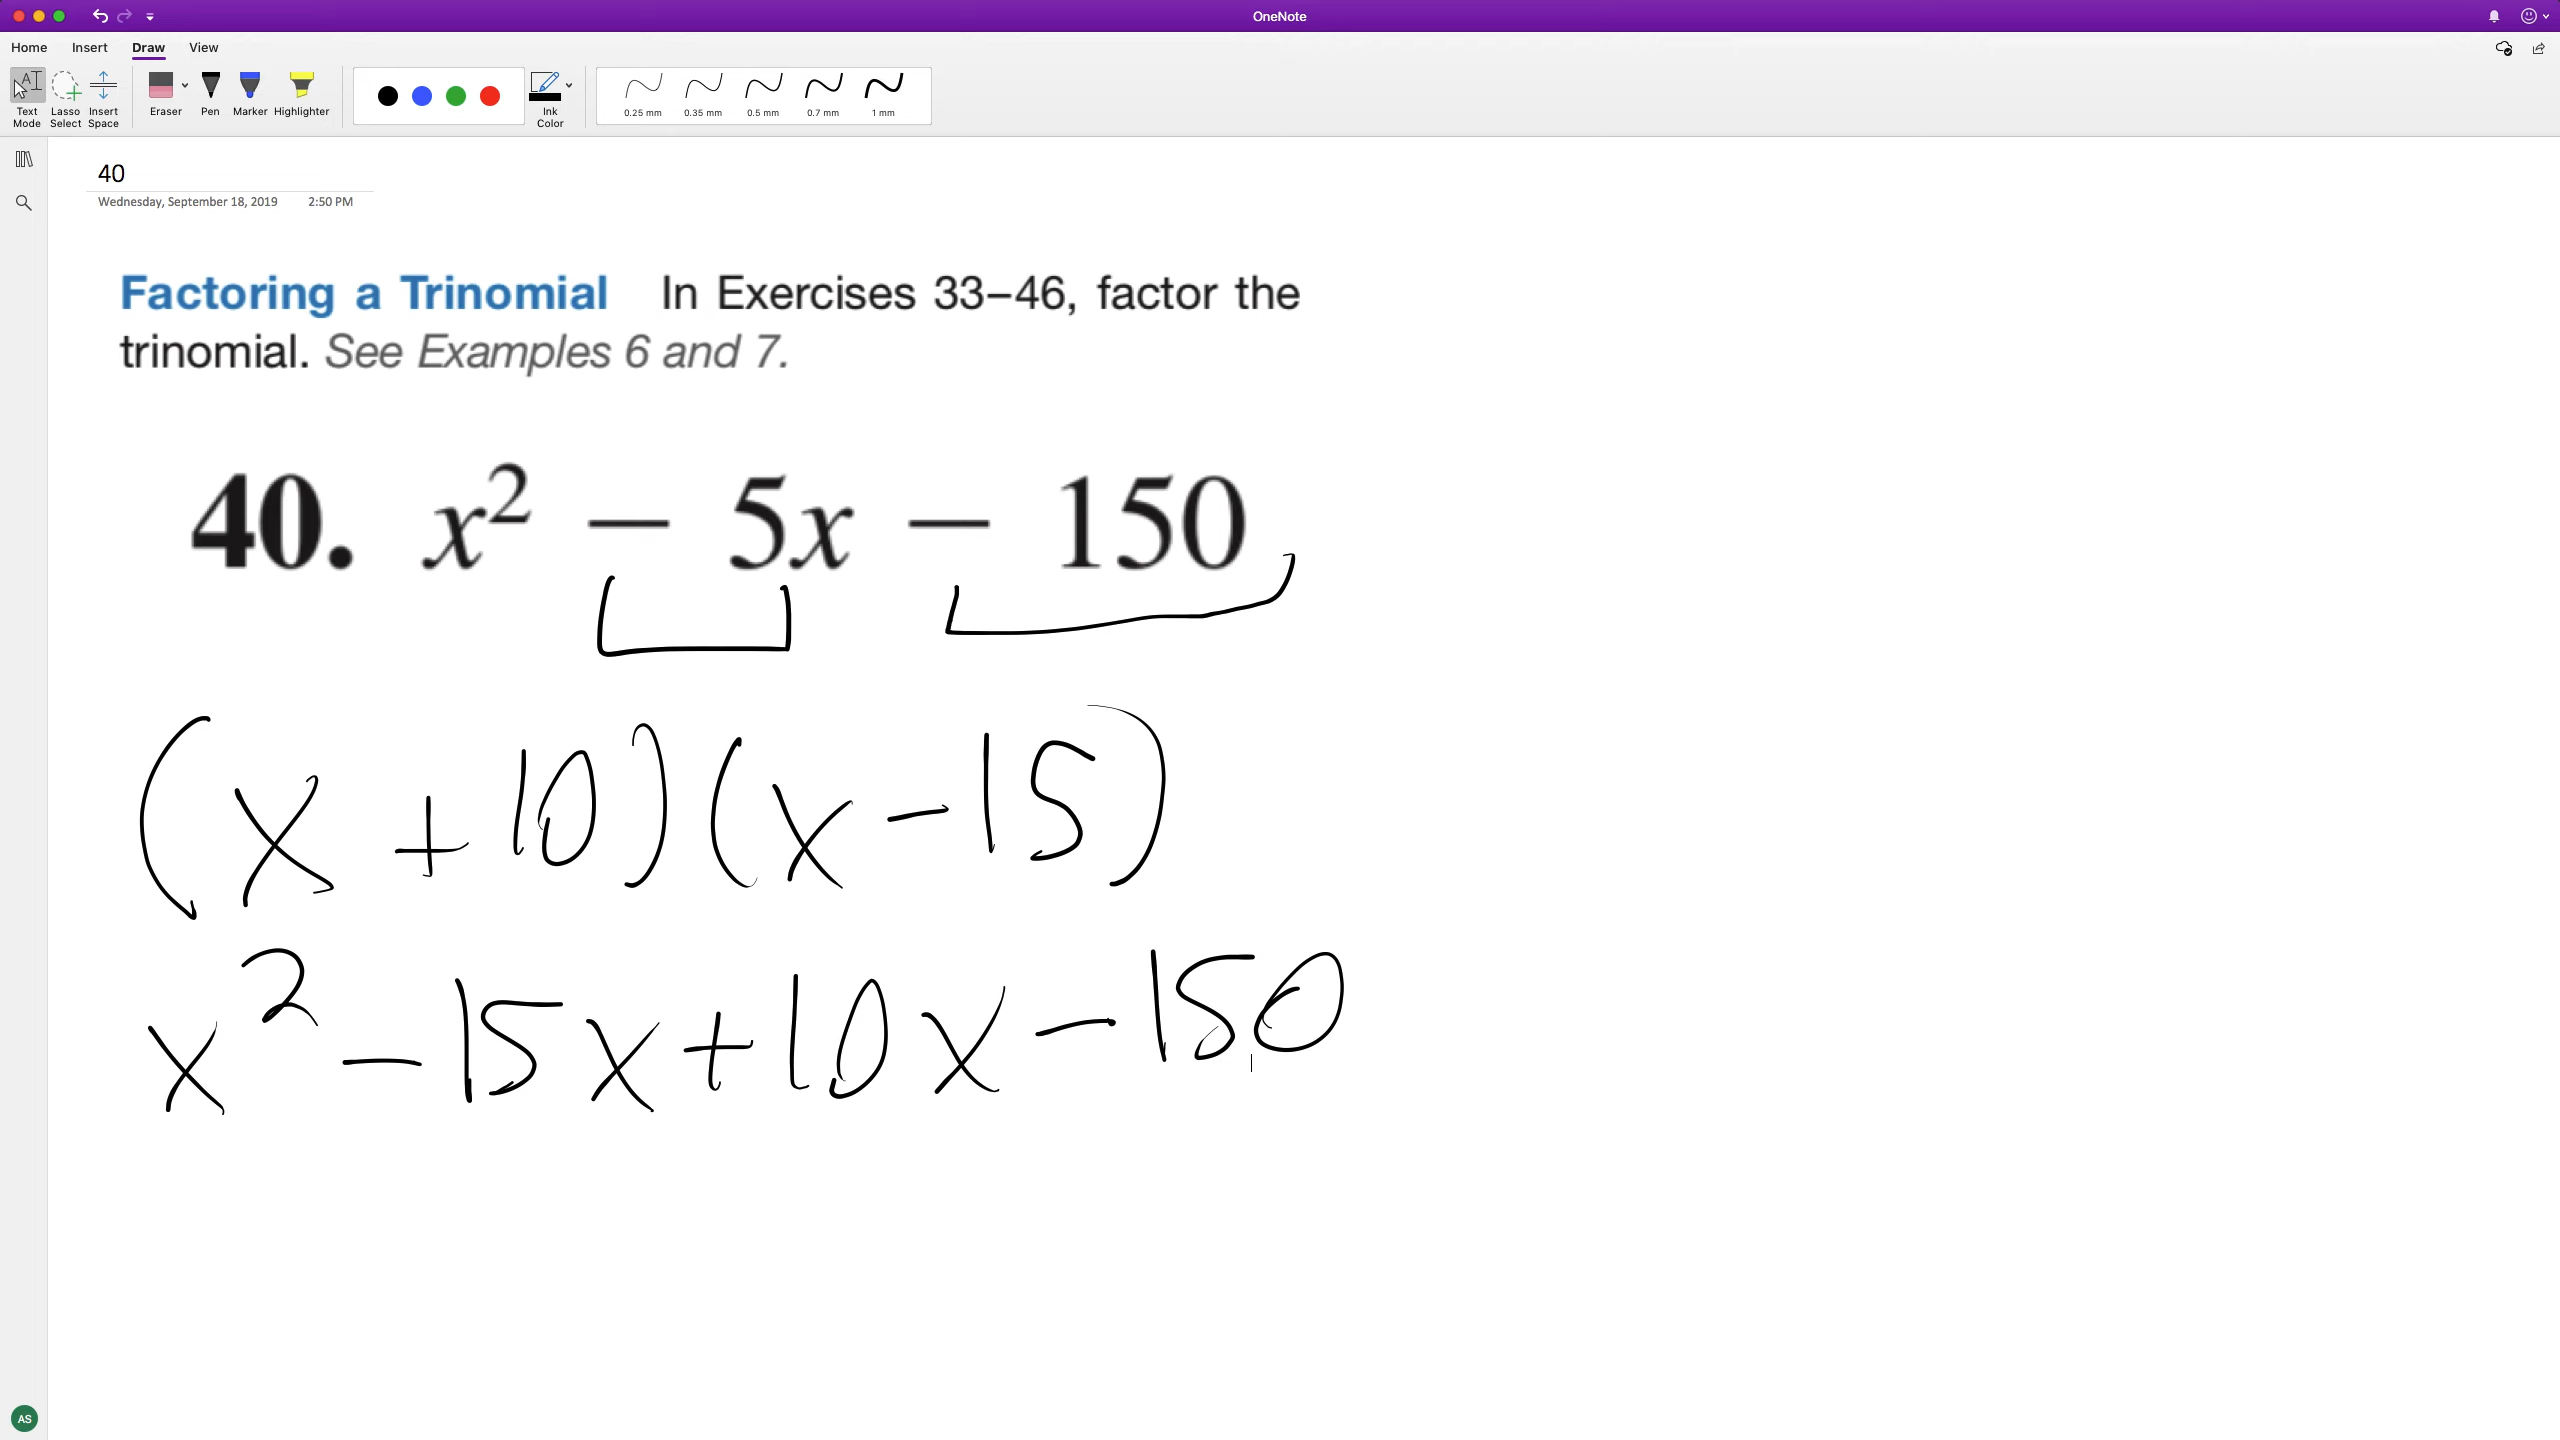 OneNote
Home Insert Draw View
Text Mode Lasso Select Insert Space Eraser Pen Marker Highlighter Ink Color 0.25 mm 0.35 mm 0.5 mm 0.7 mm 1 mm
40
Wednesday, September 18, 2019 2:50 PM
Factoring a Trinomial In Exercises 33–46, factor the
trinomial. See Examples 6 and 7.
40. x² − 5x − 150
(x + 10)(x − 15)
x² − 15x + 10x − 150
AS